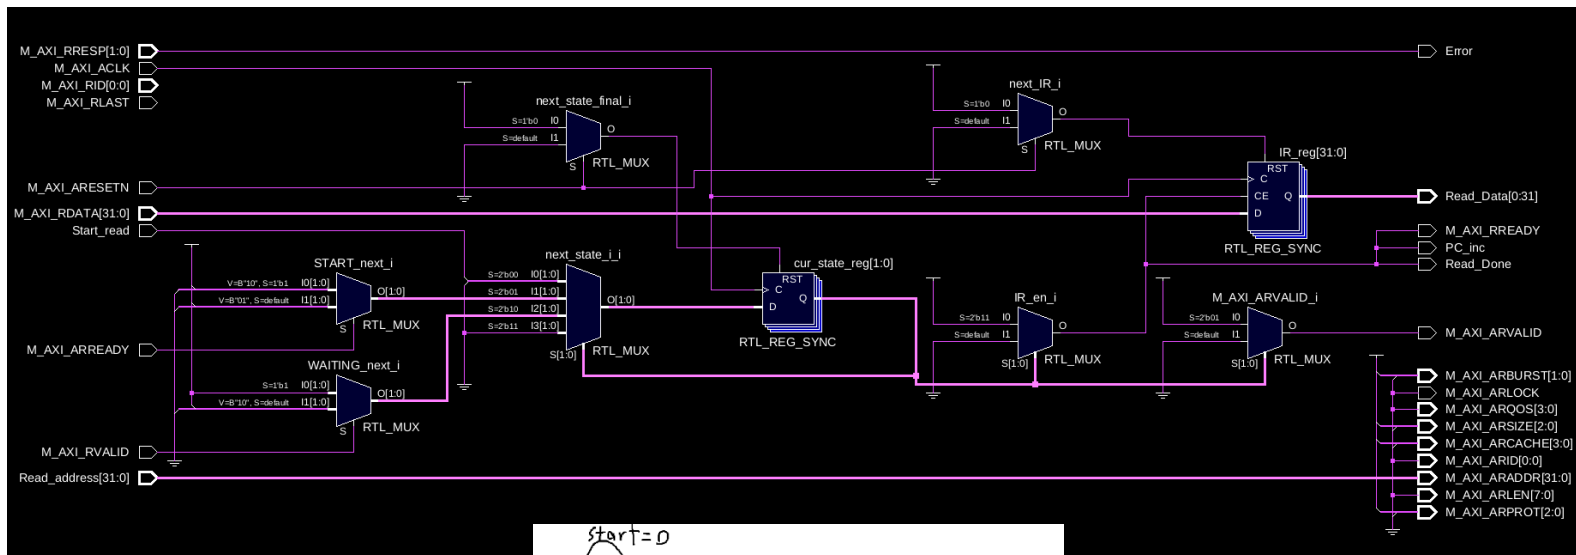 M_AXI_RRESP[1:0]
M_AXI_ACLK
M_AXI_RID[0:0]
M_AXI_RLAST
M_AXI_ARESETN
M_AXI_RDATA[31:0]
Start_read
M_AXI_ARREADY
M_AXI_RVALID
Read_address[31:0]
START_next_i
V=B"10", S=1'b1 I0[1:0]
V=B"01", S=default I1[1:0]
O[1:0]
S
RTL_MUX
WAITING_next_i
S=1'b1 I0[1:0]
V=B"10", S=default I1[1:0]
O[1:0]
S
RTL_MUX
next_state_final_i
S=1'b0 I0
S=default I1
O
S
RTL_MUX
next_state_i_i
S=2'b00 I0[1:0]
S=2'b01 I1[1:0]
S=2'b10 I2[1:0]
S=2'b11 I3[1:0]
O[1:0]
S[1:0]
RTL_MUX
cur_state_reg[1:0]
RST
C
D
Q
RTL_REG_SYNC
next_IR_i
S=1'b0 I0
S=default I1
O
S
RTL_MUX
IR_en_i
S=2'b11 I0
S=default I1
O
S[1:0]
RTL_MUX
IR_reg[31:0]
RST
C
CE
D
Q
RTL_REG_SYNC
M_AXI_ARVALID_i
S=2'b01 I0
S=default I1
O
S[1:0]
RTL_MUX
Error
Read_Data[0:31]
M_AXI_RREADY
PC_inc
Read_Done
M_AXI_ARVALID
M_AXI_ARBURST[1:0]
M_AXI_ARLOCK
M_AXI_ARQOS[3:0]
M_AXI_ARSIZE[2:0]
M_AXI_ARCACHE[3:0]
M_AXI_ARID[0:0]
M_AXI_ARADDR[31:0]
M_AXI_ARLEN[7:0]
M_AXI_ARPROT[2:0]
start=0